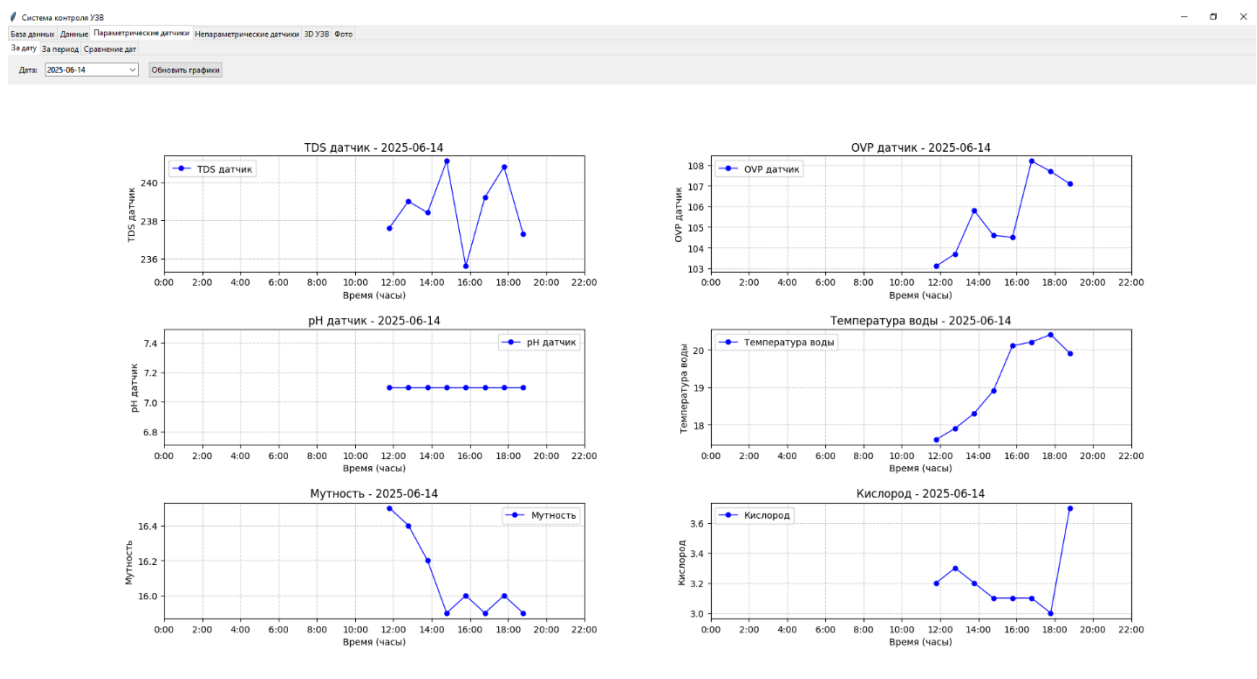 Система контроля УЗВ
База данных Данные Параметрические датчики Непараметрические датчики 3D УЗВ Фото
За дату За период Сравнение дат
Дата: 2025-06-14 Обновить графики
TDS датчик - 2025-06-14
TDS датчик
TDS датчик
240
238
236
0:00 2:00 4:00 6:00 8:00 10:00 12:00 14:00 16:00 18:00 20:00 22:00
Время (часы)
OVP датчик - 2025-06-14
OVP датчик
OVP датчик
108
107
106
105
104
103
0:00 2:00 4:00 6:00 8:00 10:00 12:00 14:00 16:00 18:00 20:00 22:00
Время (часы)
pH датчик - 2025-06-14
pH датчик
pH датчик
7.4
7.2
7.0
6.8
0:00 2:00 4:00 6:00 8:00 10:00 12:00 14:00 16:00 18:00 20:00 22:00
Время (часы)
Температура воды - 2025-06-14
Температура воды
Температура воды
20
19
18
0:00 2:00 4:00 6:00 8:00 10:00 12:00 14:00 16:00 18:00 20:00 22:00
Время (часы)
Мутность - 2025-06-14
Мутность
Мутность
16.4
16.2
16.0
0:00 2:00 4:00 6:00 8:00 10:00 12:00 14:00 16:00 18:00 20:00 22:00
Время (часы)
Кислород - 2025-06-14
Кислород
Кислород
3.6
3.4
3.2
3.0
0:00 2:00 4:00 6:00 8:00 10:00 12:00 14:00 16:00 18:00 20:00 22:00
Время (часы)